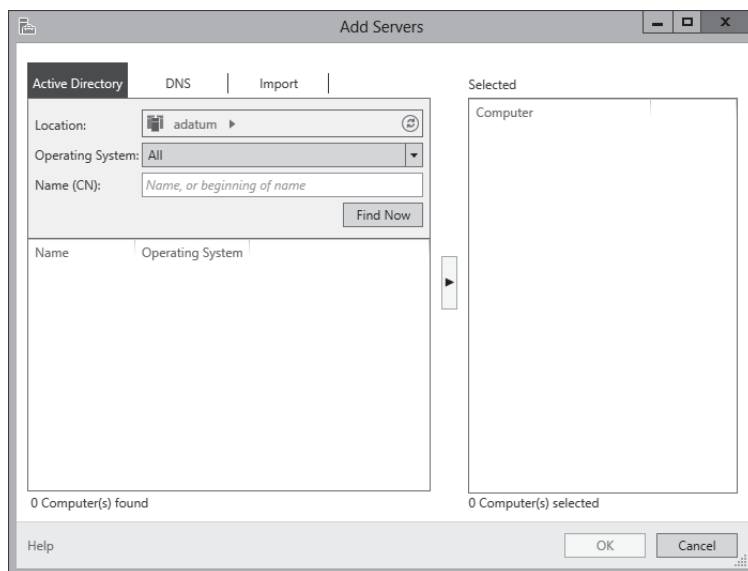 Add Servers
Active Directory
DNS
Import
Location:
adatum
Operating System:
All
Name (CN):
Name, or beginning of name
Find Now
Name
Operating System
0 Computer(s) found
Selected
Computer
0 Computer(s) selected
Help
OK
Cancel